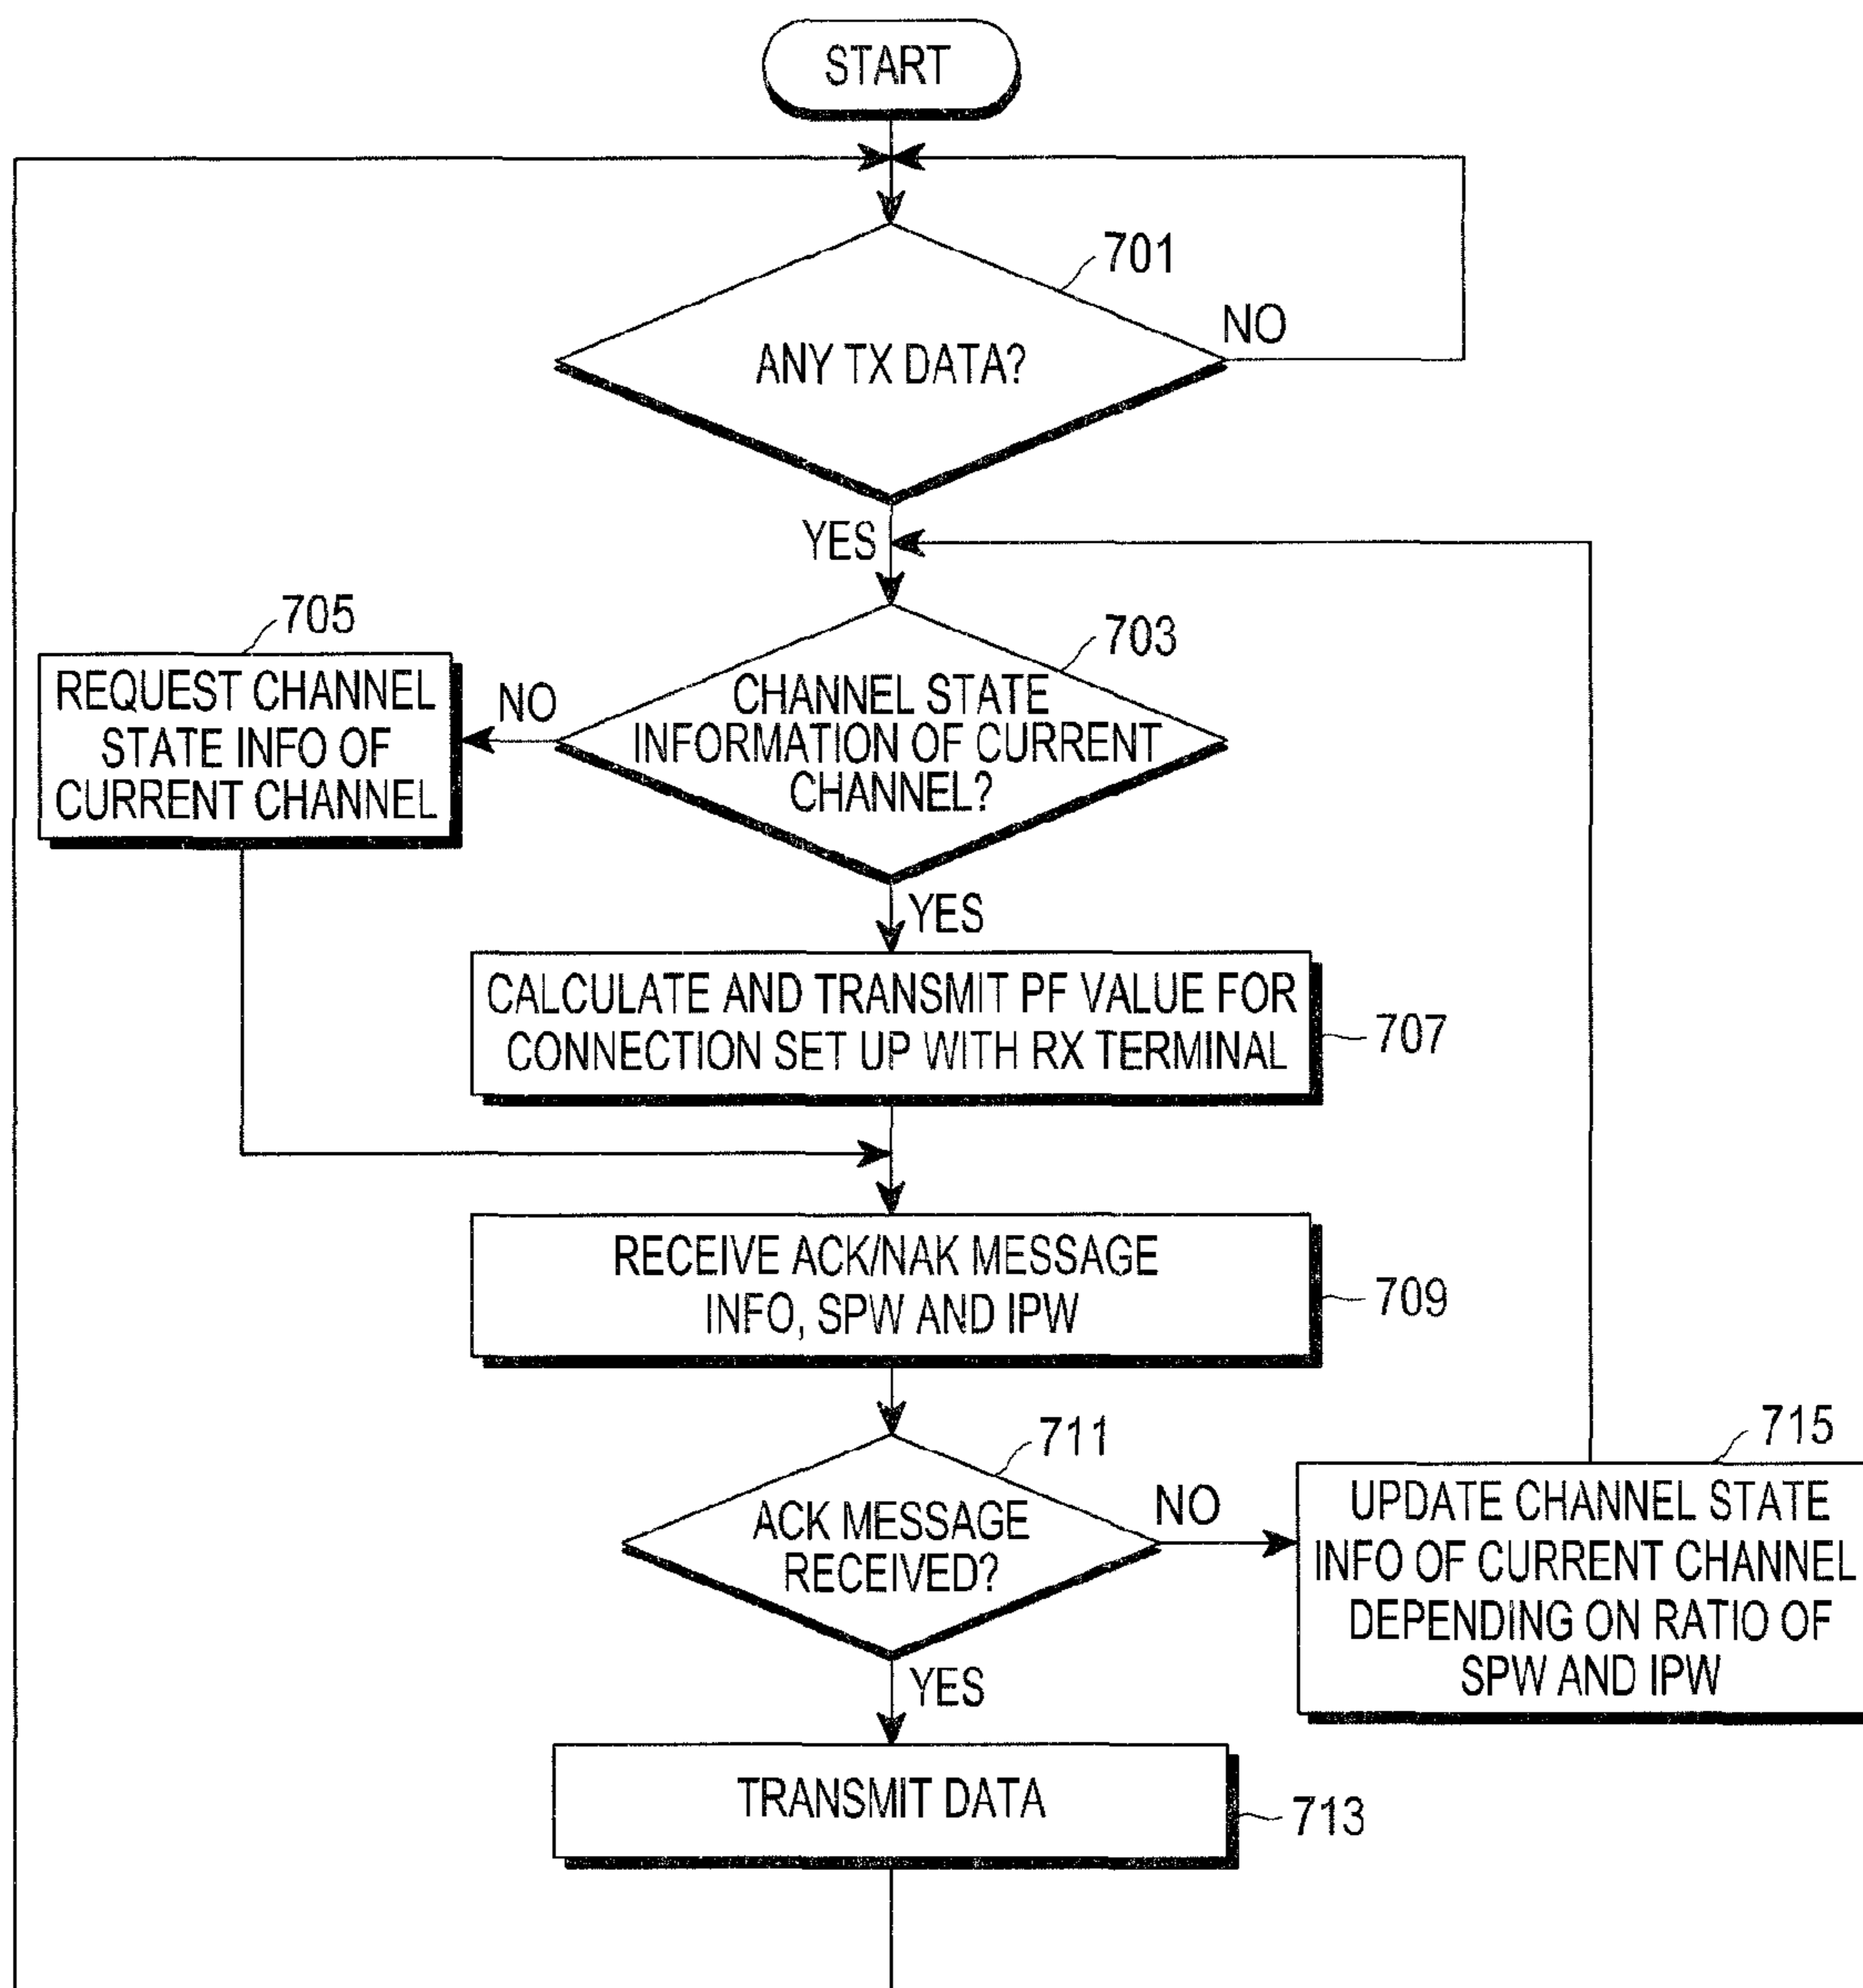 START
701
NO
ANY TX DATA?
YES
705
703
REQUEST CHANNEL
STATE INFO OF
CURRENT CHANNEL
NO
CHANNEL STATE
INFORMATION OF CURRENT
CHANNEL?
YES
CALCULATE AND TRANSMIT PF VALUE FOR
CONNECTION SET UP WITH RX TERMINAL
707
RECEIVE ACK/NAK MESSAGE
INFO, SPW AND IPW
709
711
715
ACK MESSAGE
RECEIVED?
NO
UPDATE CHANNEL STATE
INFO OF CURRENT CHANNEL
DEPENDING ON RATIO OF
SPW AND IPW
YES
TRANSMIT DATA
713